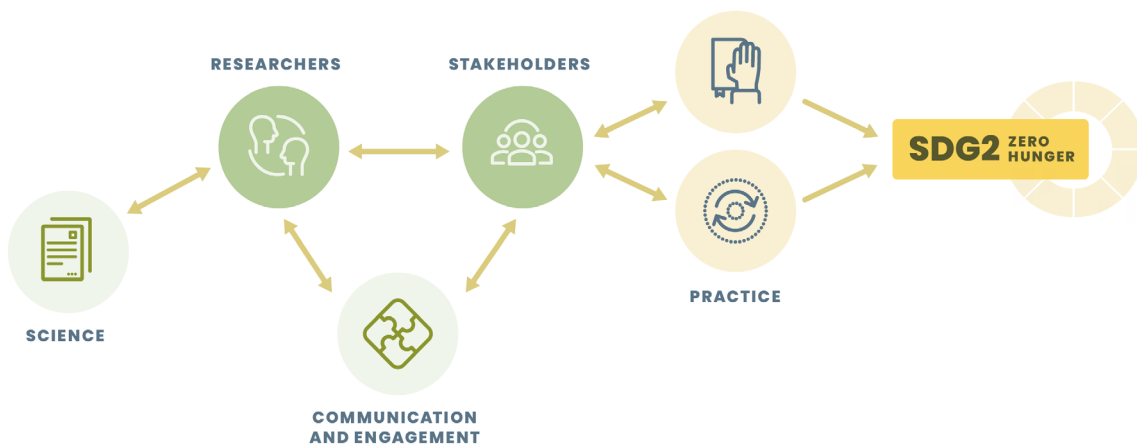 RESEARCHERS
STAKEHOLDERS
SDG2 ZERO HUNGER
SCIENCE
PRACTICE
COMMUNICATION
AND ENGAGEMENT